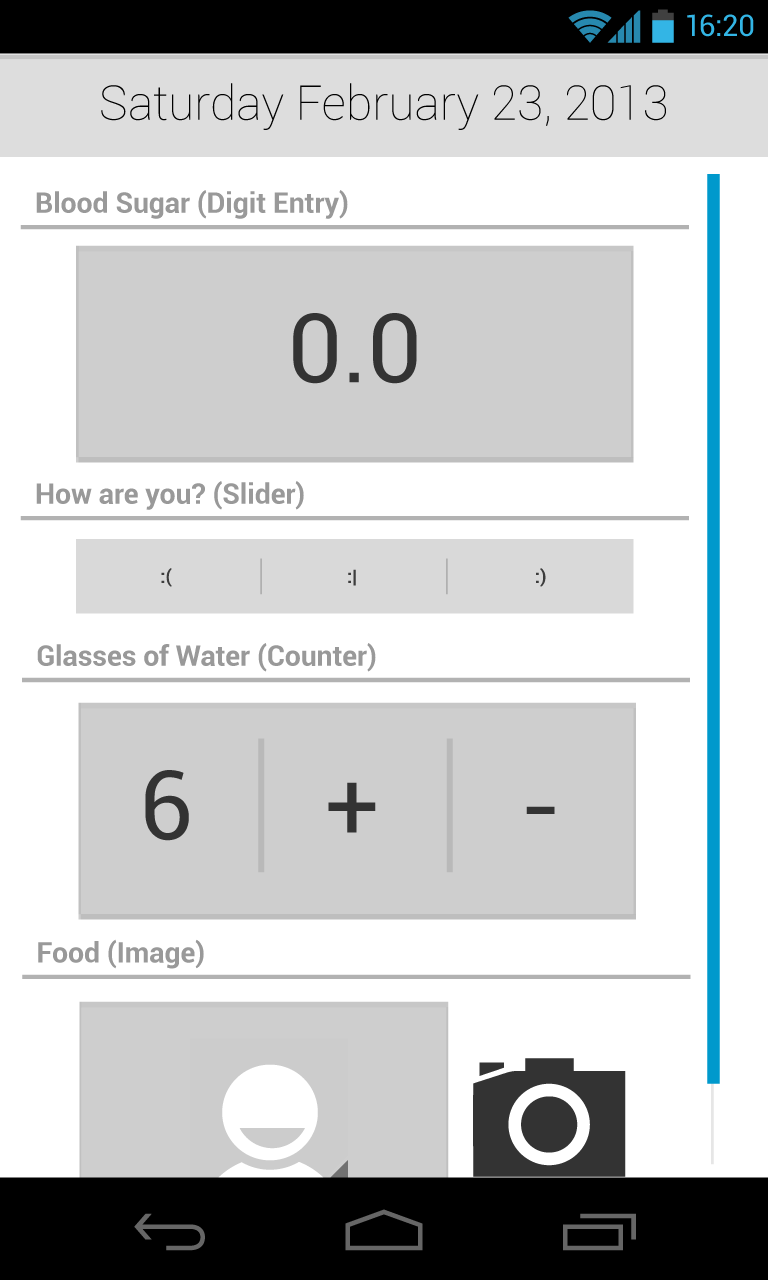 16:20
Saturday February 23, 2013
Blood Sugar (Digit Entry)
0.0
How are you? (Slider)
:( :| :)
Glasses of Water (Counter)
6 + -
Food (Image)